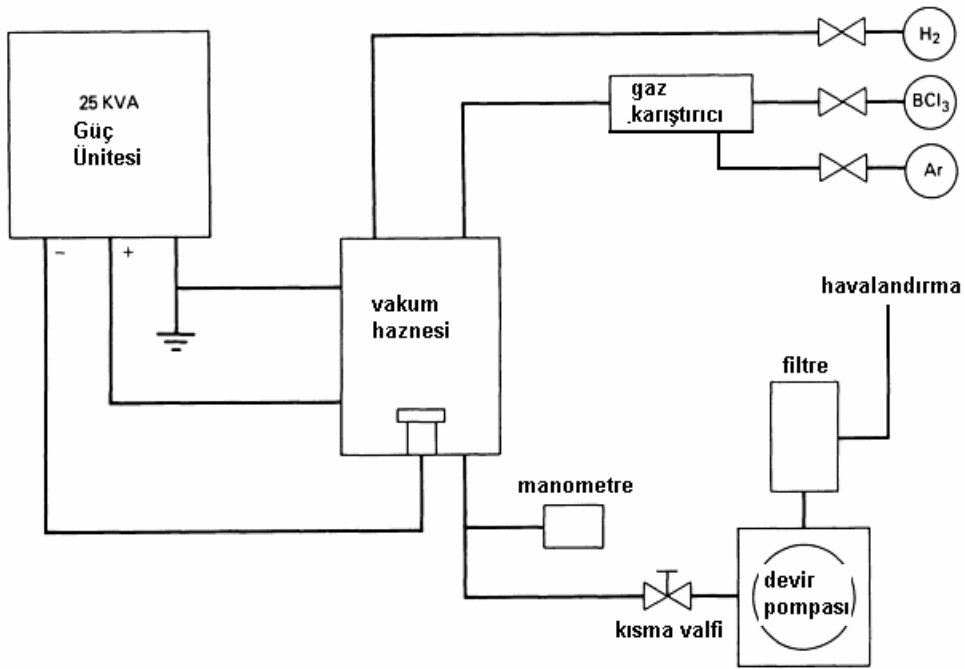 25 KVA
Güç
Ünitesi
−
+
H2
gaz
karıştırıcı
BCl3
Ar
vakum
haznesi
havalandırma
filtre
manometre
devir
pompası
kısma valfi